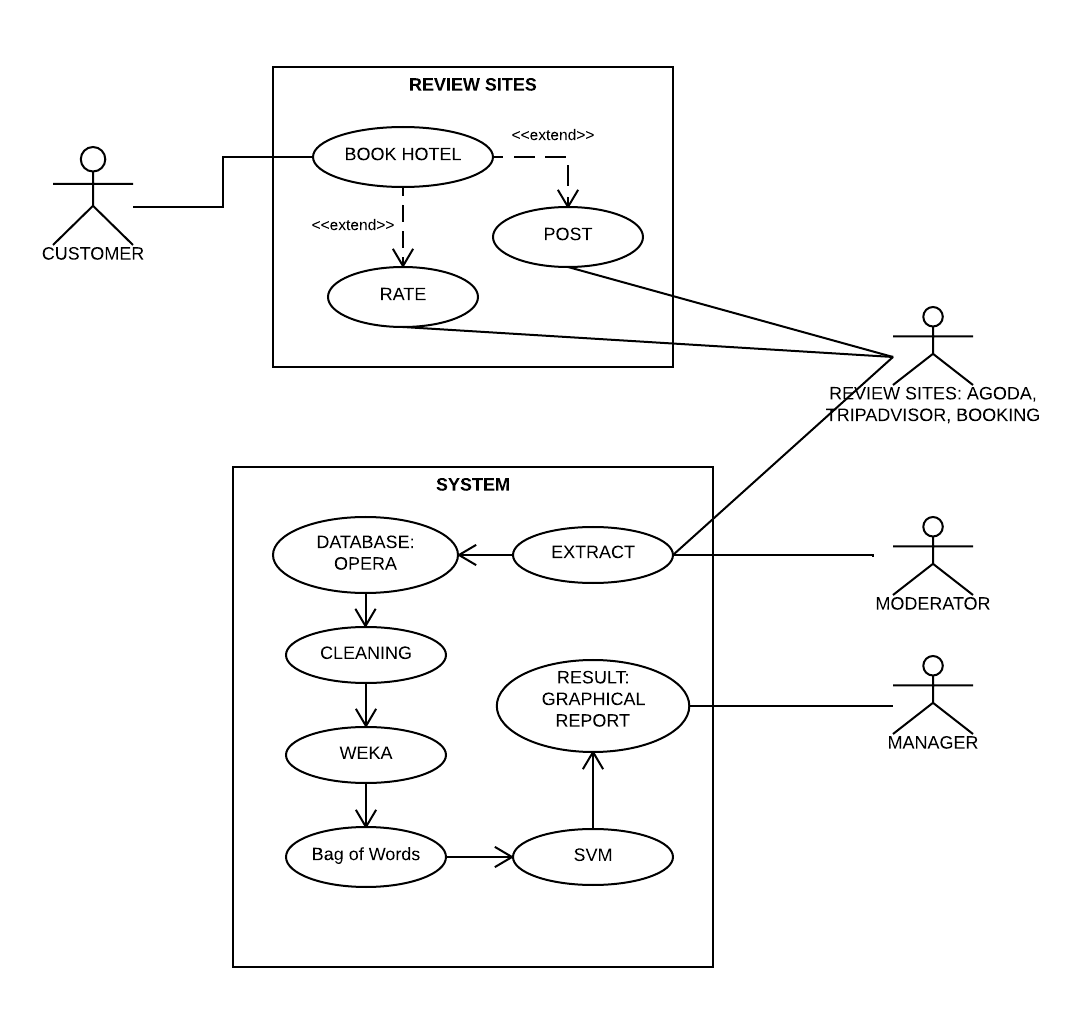 REVIEW SITES
BOOK HOTEL
<<extend>>
<<extend>>
POST
RATE
CUSTOMER
REVIEW SITES: AGODA,
TRIPADVISOR, BOOKING
SYSTEM
DATABASE:
OPERA
EXTRACT
MODERATOR
CLEANING
RESULT:
GRAPHICAL
REPORT
MANAGER
WEKA
Bag of Words
SVM